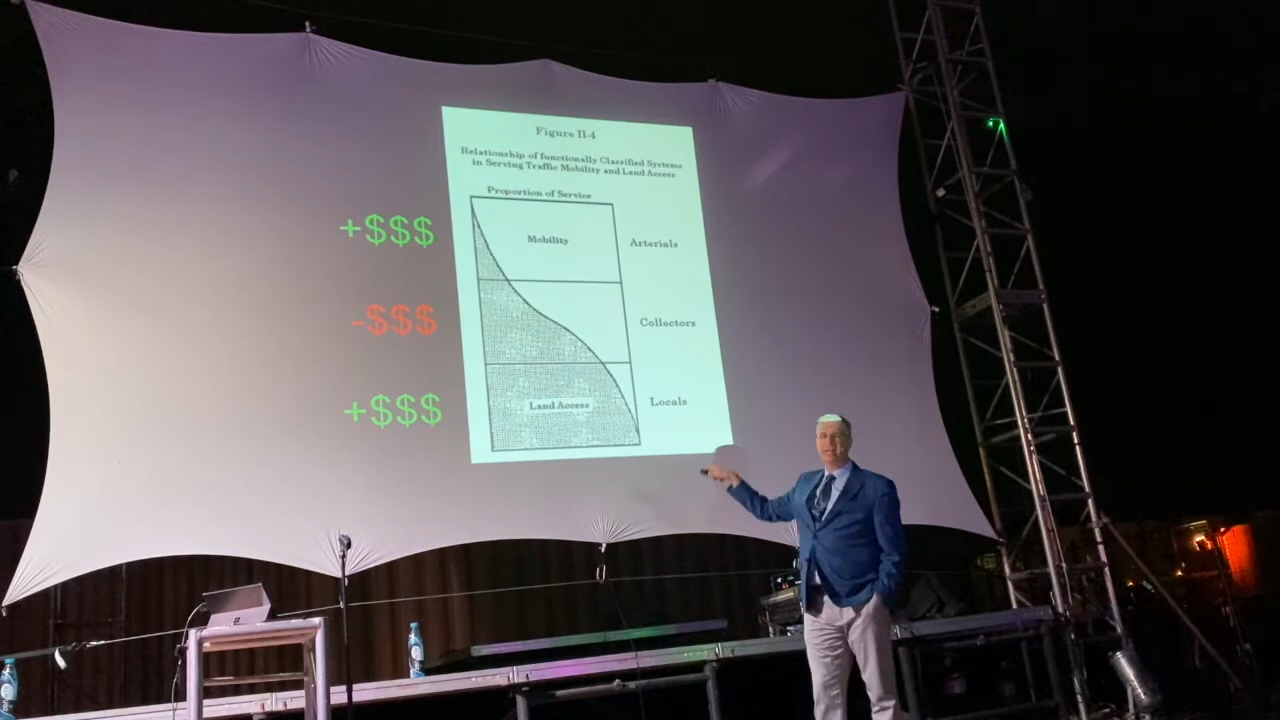 Figure II-4
Relationship of functionally Classified Systems
in Serving Traffic Mobility and Land Access
Proportion of Service
+$$$
Mobility
Arterials
-$$$
Collectors
+$$$
Land Access
Locals